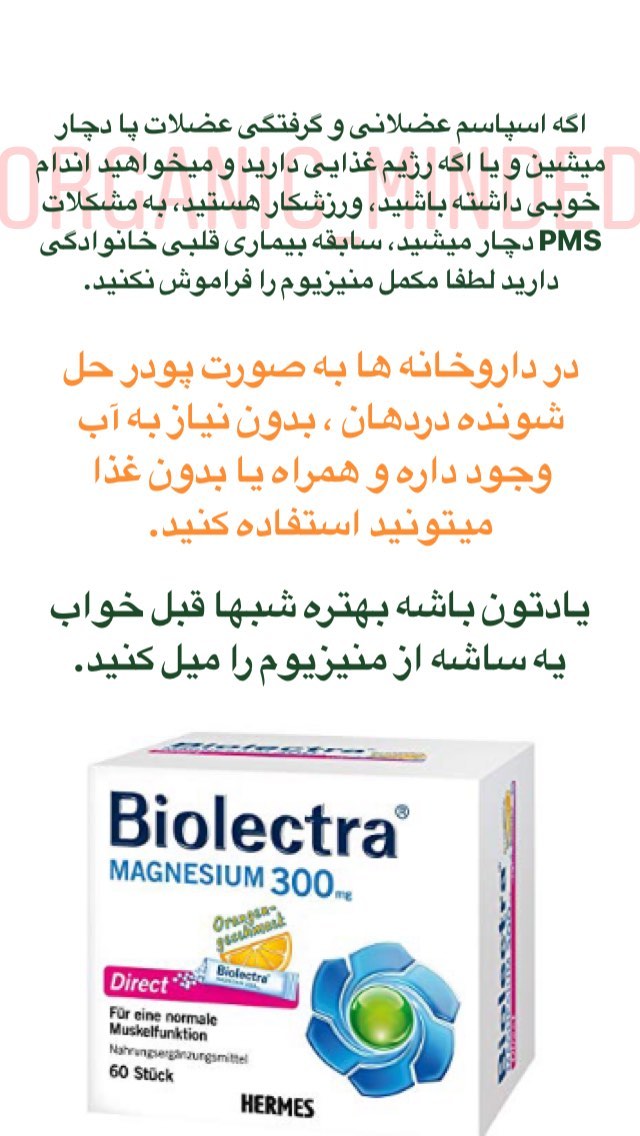 اگه اسپاسم عضلانی و گرفتگی عضلات پا دچار
میشین و یا اگه رژیم غذایی دارید و میخواهید اندام
خوبی داشته باشید، ورزشکار هستید، به مشکلات
PMS دچار میشید، سابقه بیماری قلبی خانوادگی
دارید لطفا مکمل منیزیوم را فراموش نکنید.
ORGANIC_MINDED
در داروخانه ها به صورت پودر حل
شونده دردهان ، بدون نیاز به آب
وجود داره و همراه یا بدون غذا
میتونید استفاده کنید.
یادتون باشه بهتره شبها قبل خواب
یه ساشه از منیزیوم را میل کنید.
Biolectra®
MAGNESIUM 300 mg
Orangen-
geschmack
Biolectra
Direct
Für eine normale
Muskelfunktion
Nahrungsergänzungsmittel
60 Stück
HERMES
Biolectra